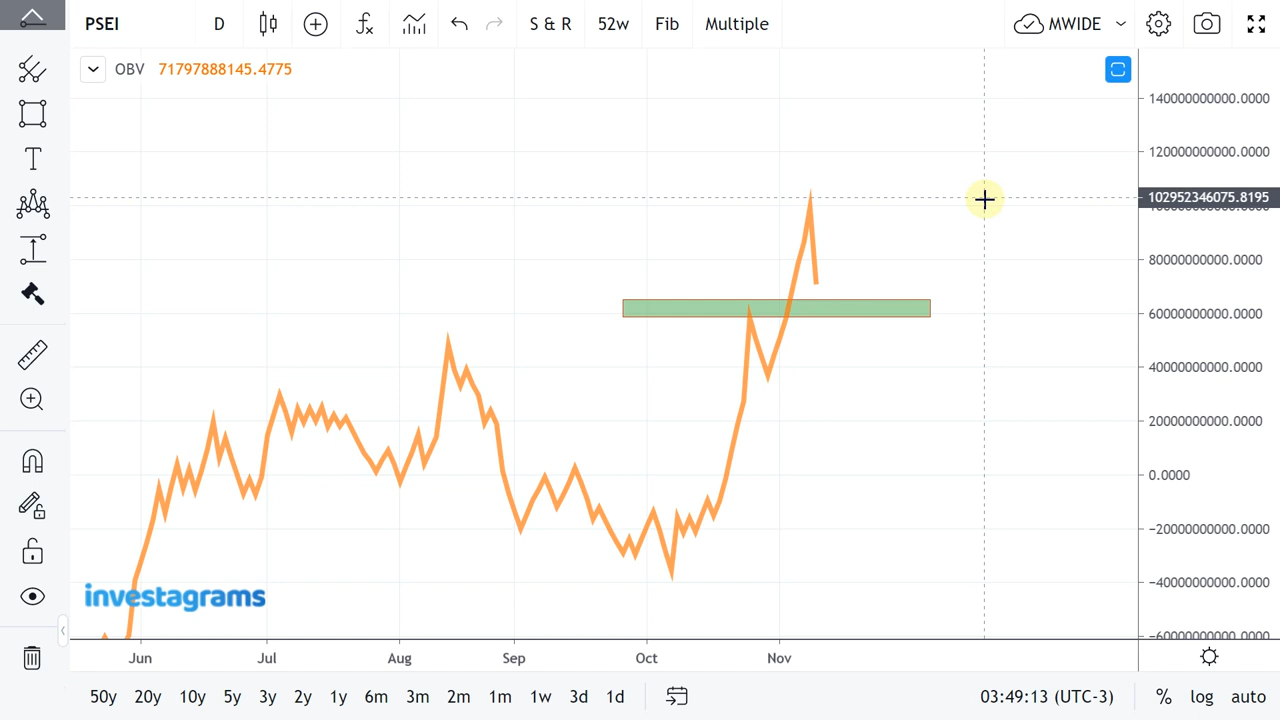 PSEI D S & R 52w Fib Multiple MWIDE
OBV 71797888145.4775
140000000000.0000
120000000000.0000
102952346075.8195
80000000000.0000
60000000000.0000
40000000000.0000
20000000000.0000
0.0000
−20000000000.0000
−40000000000.0000
−60000000000.0000
investagrams
Jun Jul Aug Sep Oct Nov
50y 20y 10y 5y 3y 2y 1y 6m 3m 2m 1m 1w 3d 1d 03:49:13 (UTC-3) % log auto